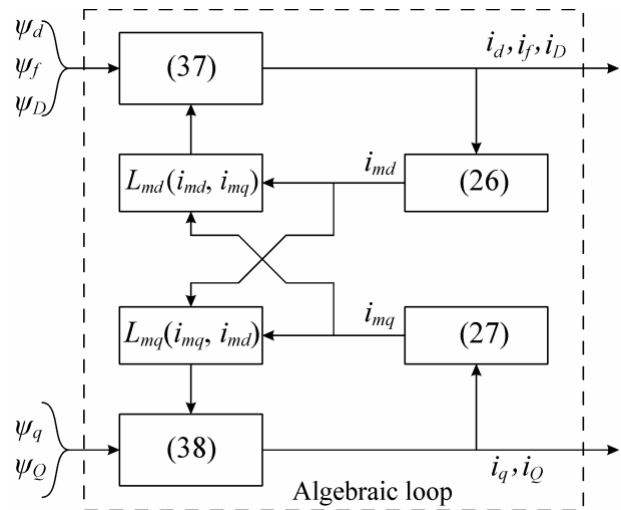 ψd
ψf
ψD
(37)
id, if, iD
Lmd(imd, imq)
imd
(26)
Lmq(imq, imd)
imq
(27)
ψq
ψQ
(38)
iq, iQ
Algebraic loop